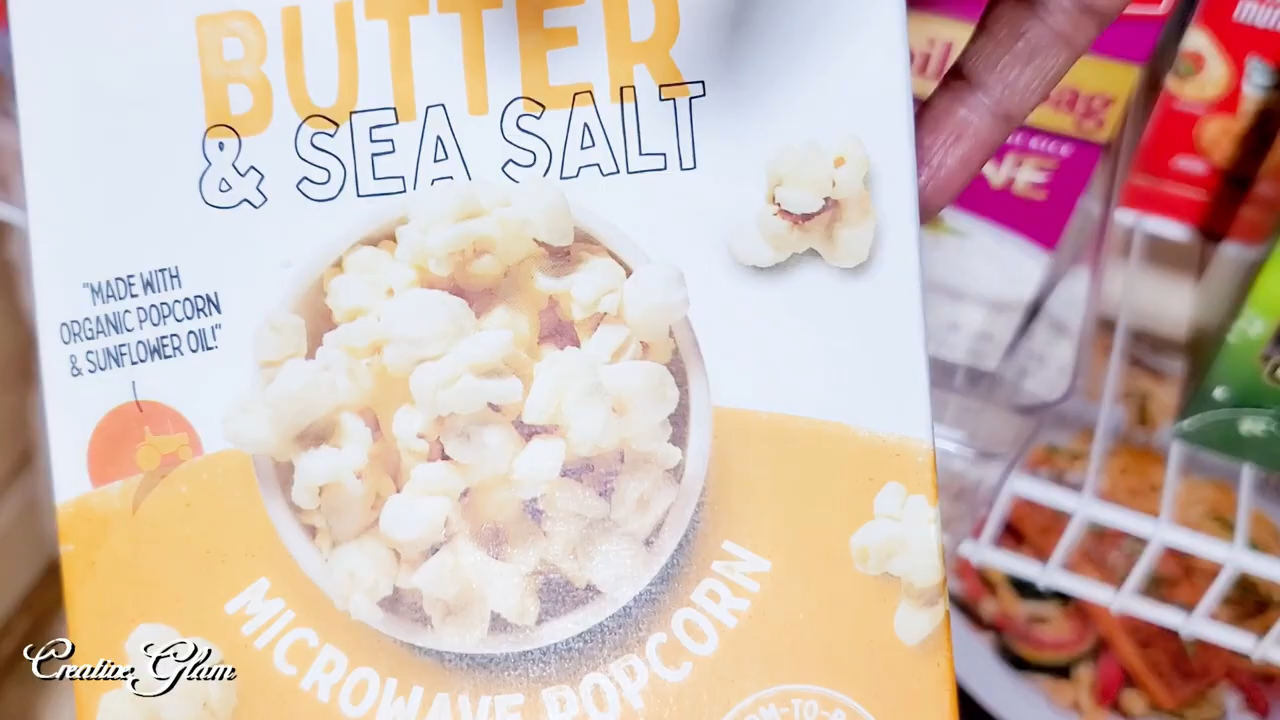 BUTTER
& SEA SALT
"MADE WITH
ORGANIC POPCORN
& SUNFLOWER OIL!"
MICROWAVE POPCORN
Creative Glam